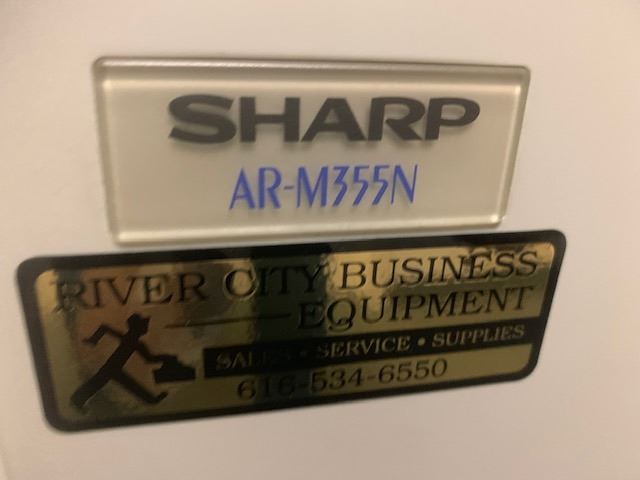 SHARP
AR-M355N
RIVER CITY BUSINESS
EQUIPMENT
SALES • SERVICE • SUPPLIES
616-534-6550